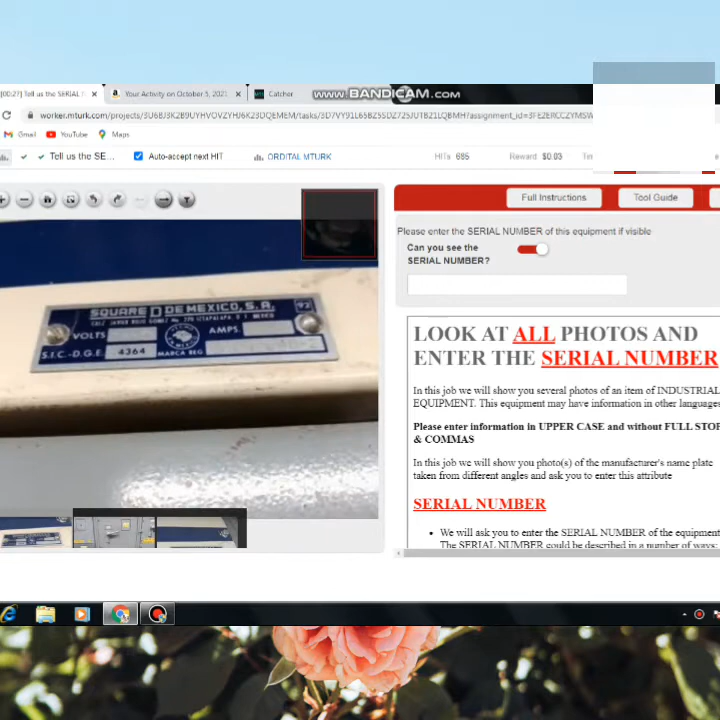 [00:27] Tell us the SERIAL
Your Activity on October 5, 2021
Catcher
www.BANDICAM.com
Gmail
YouTube
Maps
Tell us the SE...
Auto-accept next HIT
ORDITAL MTURK
HITs 685
Reward $0.03
Full Instructions
Tool Guide
Please enter the SERIAL NUMBER of this equipment if visible
Can you see the
SERIAL NUMBER?
SQUARE D DE MEXICO, S.A.
VOLTS
AMPS.
S.I.C.-D.G.E. 4364 MARCA REG
LOOK AT ALL PHOTOS AND
ENTER THE SERIAL NUMBER
In this job we will show you several photos of an item of INDUSTRIAL
EQUIPMENT. This equipment may have information in other languages
Please enter information in UPPER CASE and without FULL STOP
& COMMAS
In this job we will show you photo(s) of the manufacturer's name plate
taken from different angles and ask you to enter this attribute
SERIAL NUMBER
We will ask you to enter the SERIAL NUMBER of the equipment
The SERIAL NUMBER could be described in a number of ways: